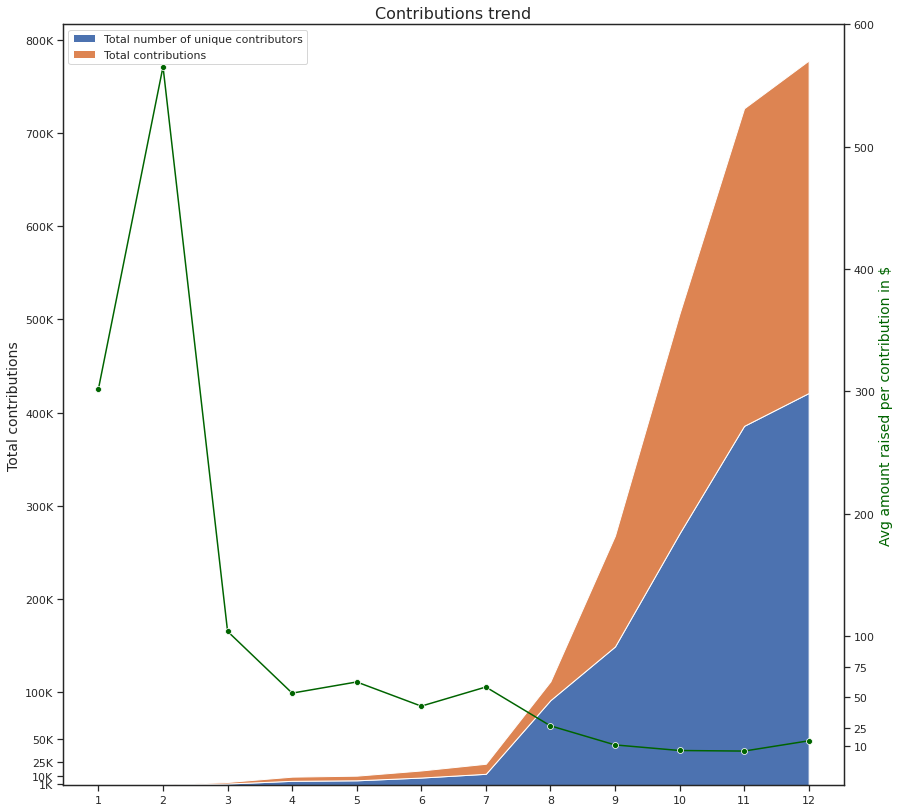 Contributions trend
Total number of unique contributors
Total contributions
800K
700K
600K
500K
400K
300K
200K
100K
50K
25K
10K
1K
Total contributions
600
500
400
300
200
100
75
50
25
10
Avg amount raised per contribution in $
1 2 3 4 5 6 7 8 9 10 11 12